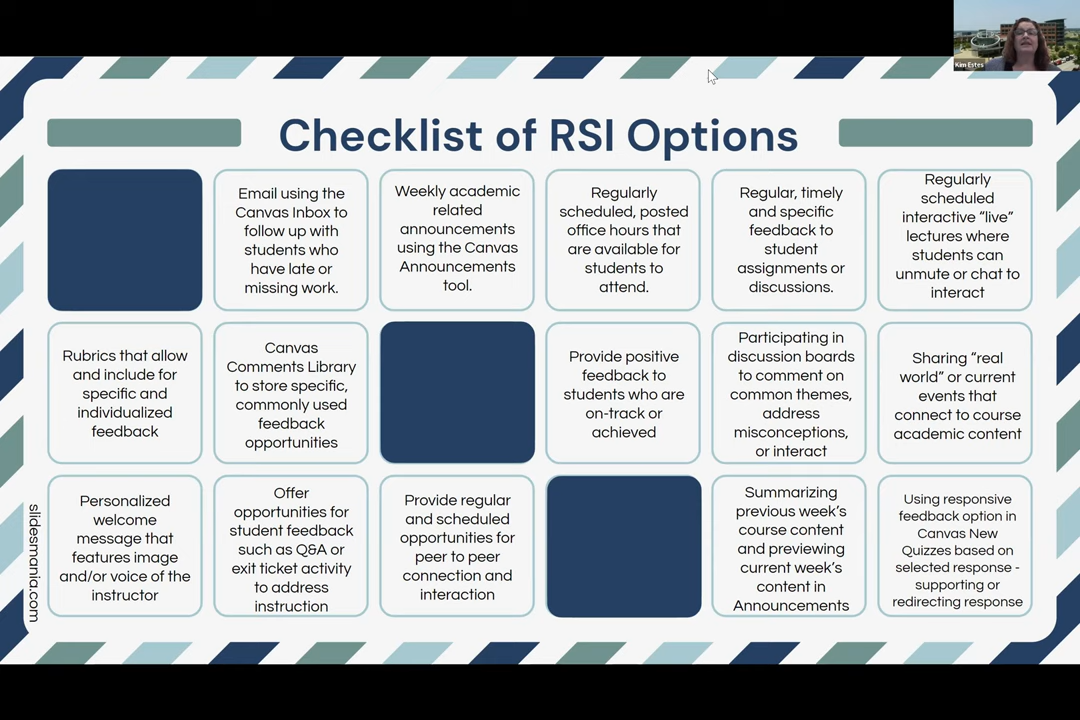 Kim Estes
Checklist of RSI Options
Email using the
Canvas Inbox to
follow up with
students who
have late or
missing work.
Weekly academic
related
announcements
using the Canvas
Announcements
tool.
Regularly
scheduled, posted
office hours that
are available for
students to
attend.
Regular, timely
and specific
feedback to
student
assignments or
discussions.
Regularly
scheduled
interactive “live”
lectures where
students can
unmute or chat to
interact
Rubrics that allow
and include for
specific and
individualized
feedback
Canvas
Comments Library
to store specific,
commonly used
feedback
opportunities
Provide positive
feedback to
students who are
on-track or
achieved
Participating in
discussion boards
to comment on
common themes,
address
misconceptions,
or interact
Sharing “real
world” or current
events that
connect to course
academic content
Personalized
welcome
message that
features image
and/or voice of the
instructor
Offer
opportunities for
student feedback
such as Q&A or
exit ticket activity
to address
instruction
Provide regular
and scheduled
opportunities for
peer to peer
connection and
interaction
Summarizing
previous week’s
course content
and previewing
current week’s
content in
Announcements
Using responsive
feedback option in
Canvas New
Quizzes based on
selected response -
supporting or
redirecting response
slidesmania.com